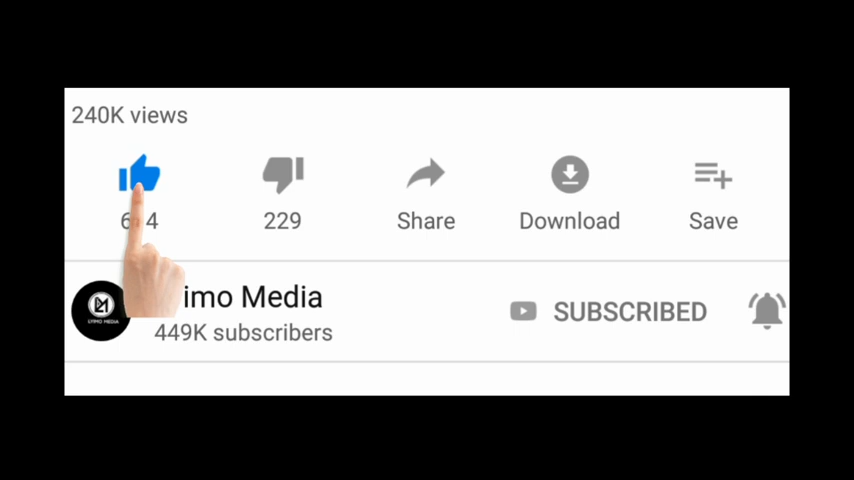 240K views
229
Share
Download
Save
imo Media
SUBSCRIBED
449K subscribers